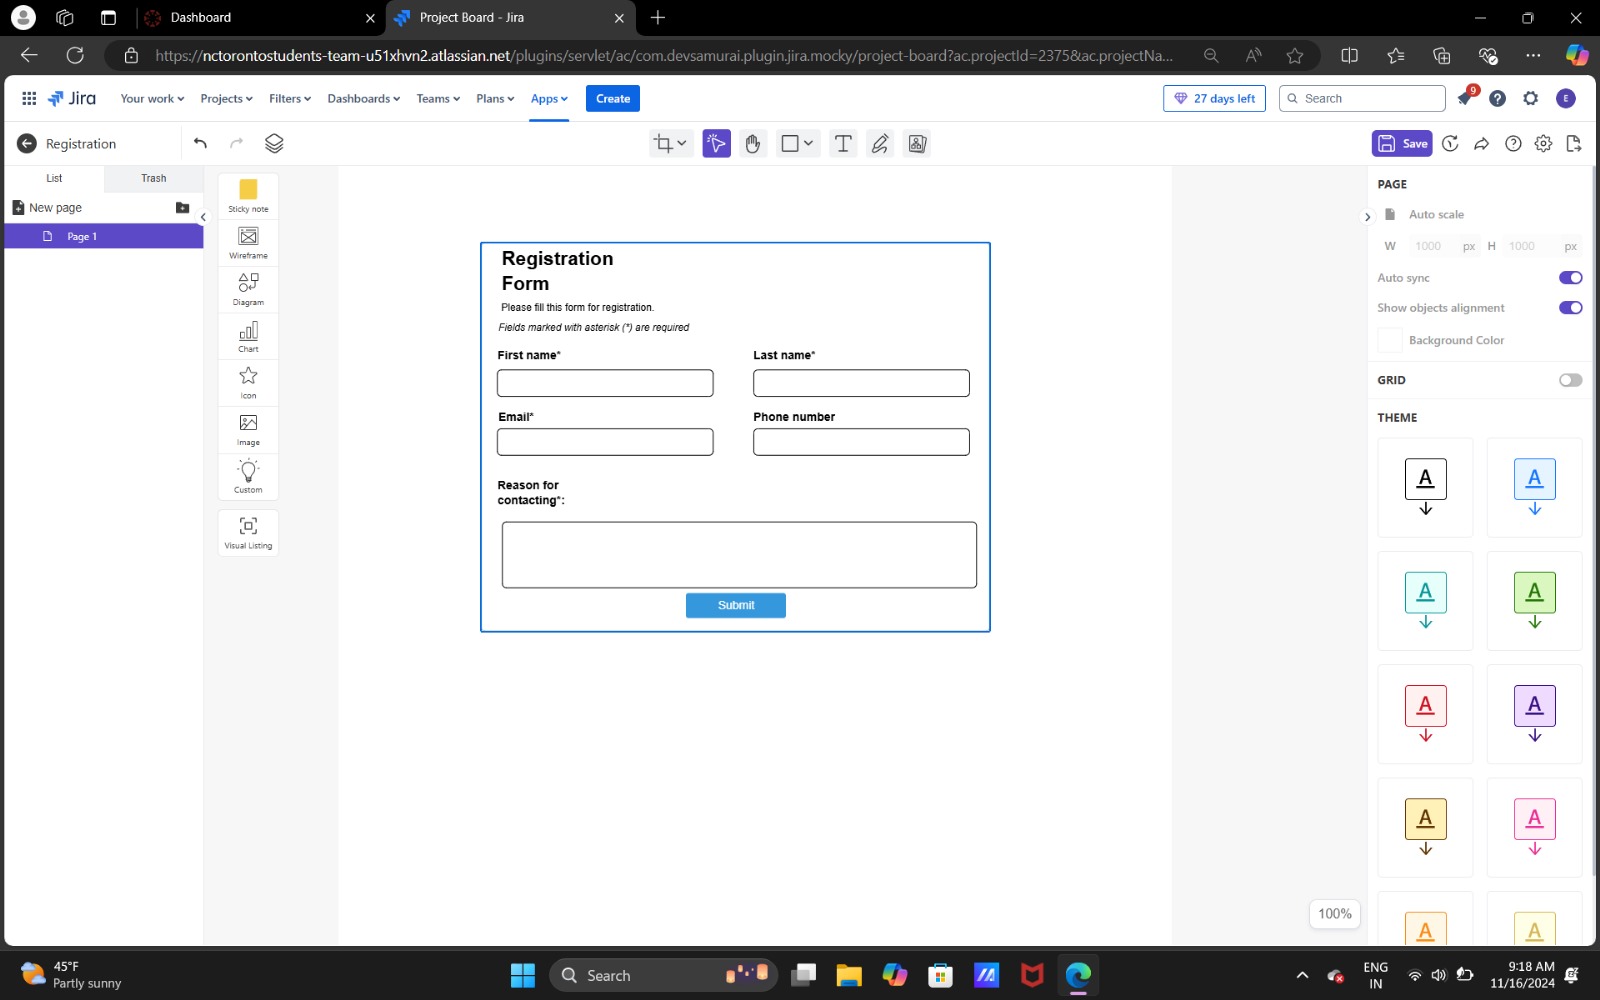 Dashboard
Project Board - Jira
https://nctorontostudents-team-u51xhvn2.atlassian.net/plugins/servlet/ac/com.devsamurai.plugin.jira.mocky/project-board?ac.projectId=2375&ac.projectNa...
Jira
Your work
Projects
Filters
Dashboards
Teams
Plans
Apps
Create
27 days left
Search
9
E
Registration
Save
List
Trash
New page
Page 1
Sticky note
Wireframe
Diagram
Chart
Icon
Image
Custom
Visual Listing
Registration
Form
Please fill this form for registration.
Fields marked with asterisk (*) are required
First name*
Last name*
Email*
Phone number
Reason for
contacting*:
Submit
PAGE
Auto scale
W 1000 px H 1000 px
Auto sync
Show objects alignment
Background Color
GRID
THEME
A
A
A
A
A
A
A
A
A
A
100%
45°F
Partly sunny
Search
ENG
IN
9:18 AM
11/16/2024